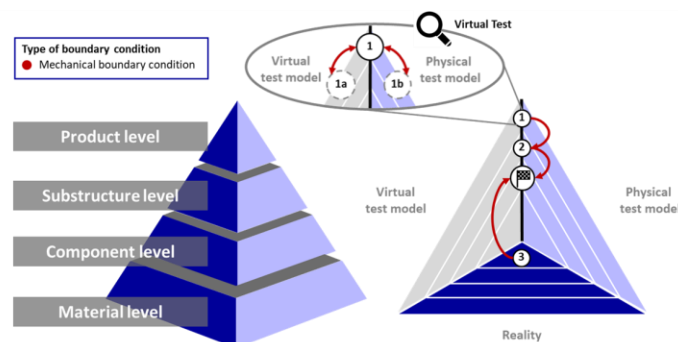 Type of boundary condition
Mechanical boundary condition
Product level
Substructure level
Component level
Material level
Virtual Test
Virtual
test model
1
Physical
test model
1a
1b
1
2
Virtual
test model
Physical
test model
3
Reality